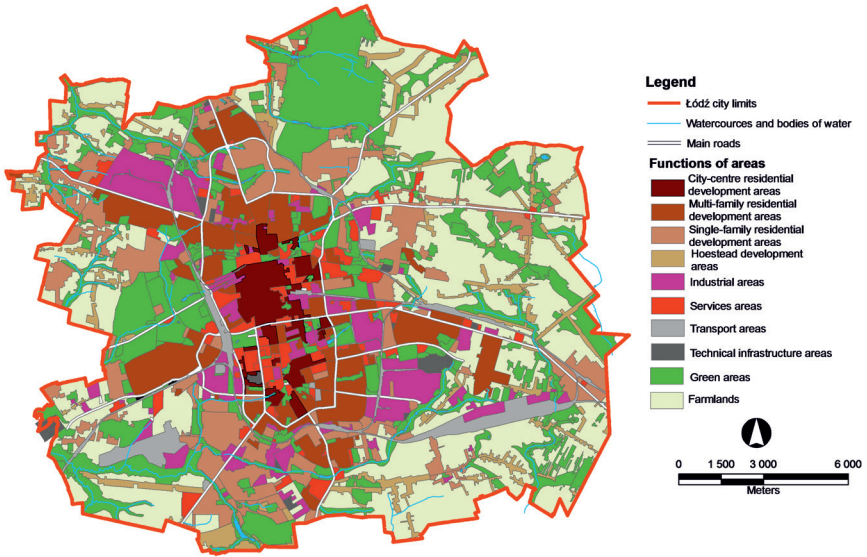 Legend
Łódź city limits
Watercources and bodies of water
Main roads
Functions of areas
City-centre residential
development areas
Multi-family residential
development areas
Single-family residential
development areas
Hoestead development
areas
Industrial areas
Services areas
Transport areas
Technical infrastructure areas
Green areas
Farmlands
0 1 500 3 000 6 000
Meters